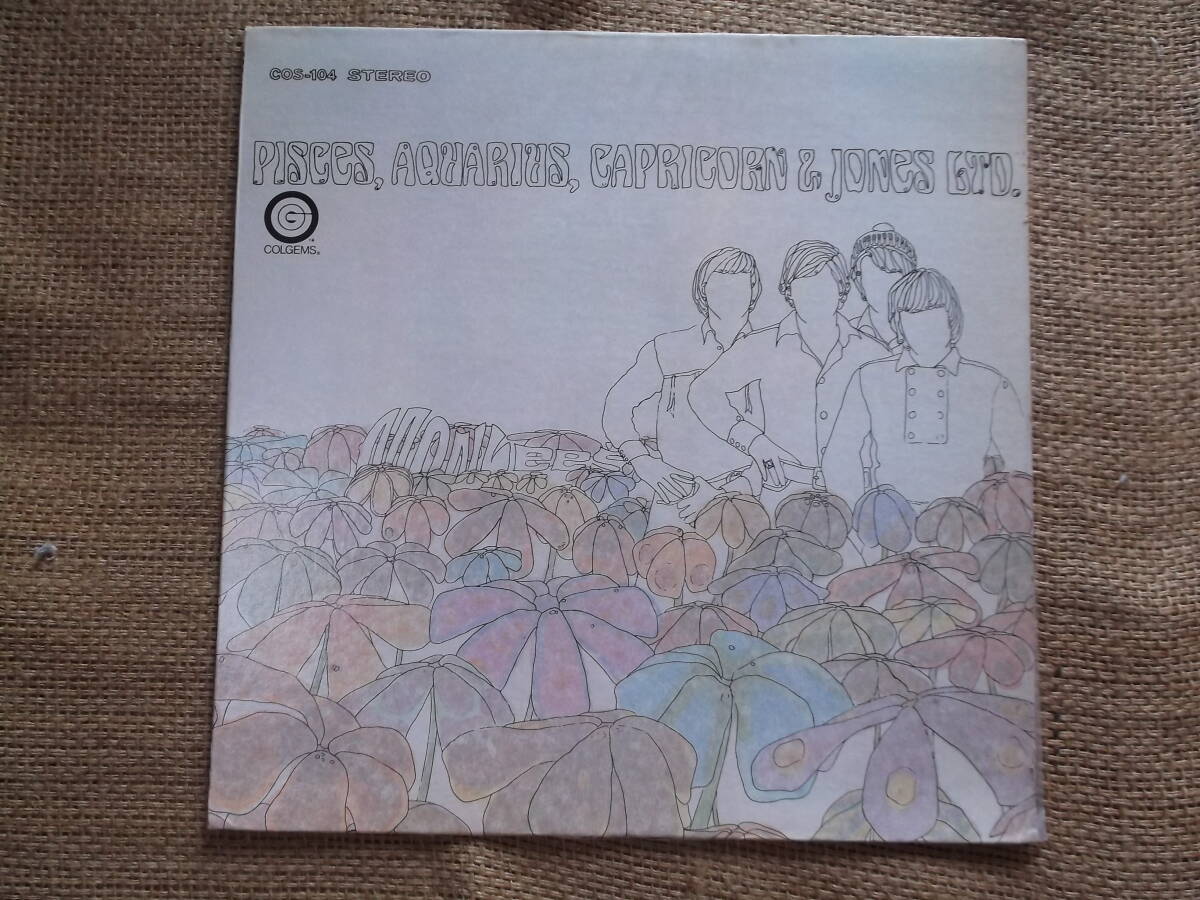 COS-104 STEREO
PISCES, AQUARIUS, CAPRICORN & JONES LTD.
COLGEMS®
MONKEES